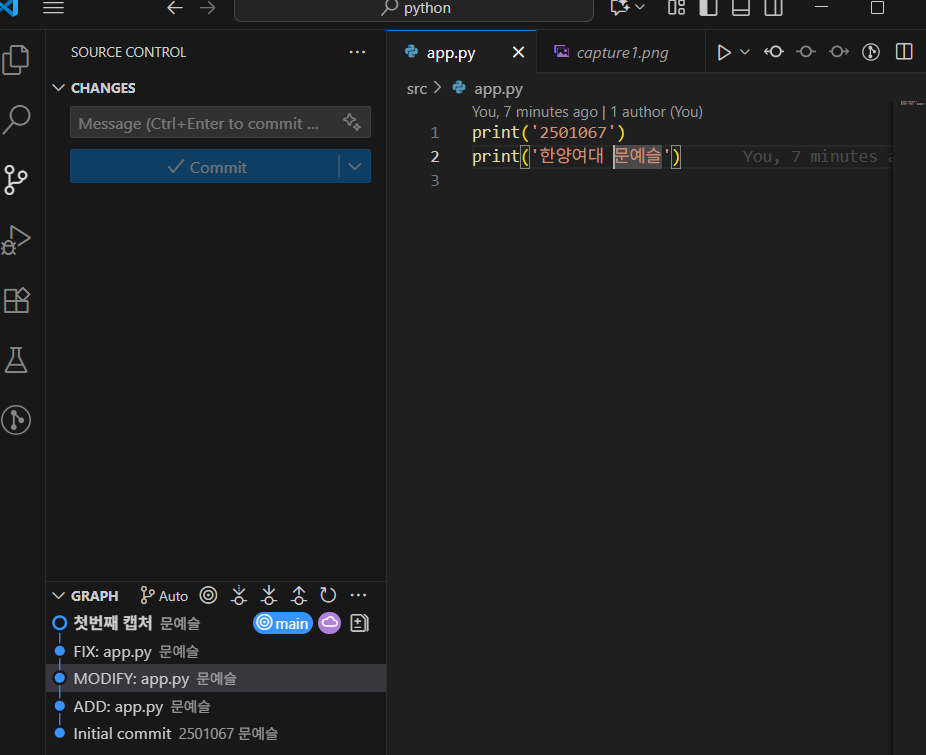 python
SOURCE CONTROL
CHANGES
Message (Ctrl+Enter to commit ...
Commit
GRAPH Auto
첫번째 캡처 문예슬 main
FIX: app.py 문예슬
MODIFY: app.py 문예슬
ADD: app.py 문예슬
Initial commit 2501067 문예슬
app.py capture1.png
src > app.py
You, 7 minutes ago | 1 author (You)
1 print('2501067')
2 print('한양여대 문예슬') You, 7 minutes a
3